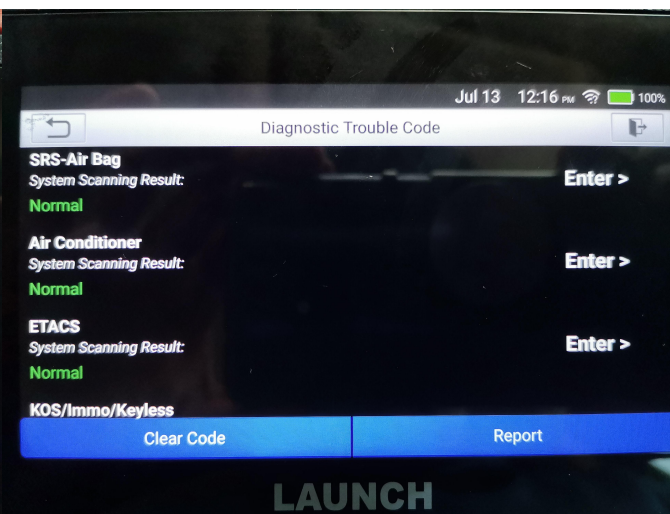 Jul 13 12:16 PM 100%
Diagnostic Trouble Code
SRS-Air Bag
System Scanning Result:
Enter >
Normal
Air Conditioner
System Scanning Result:
Enter >
Normal
ETACS
System Scanning Result:
Enter >
Normal
KOS/Immo/Keyless
Clear Code
Report
LAUNCH